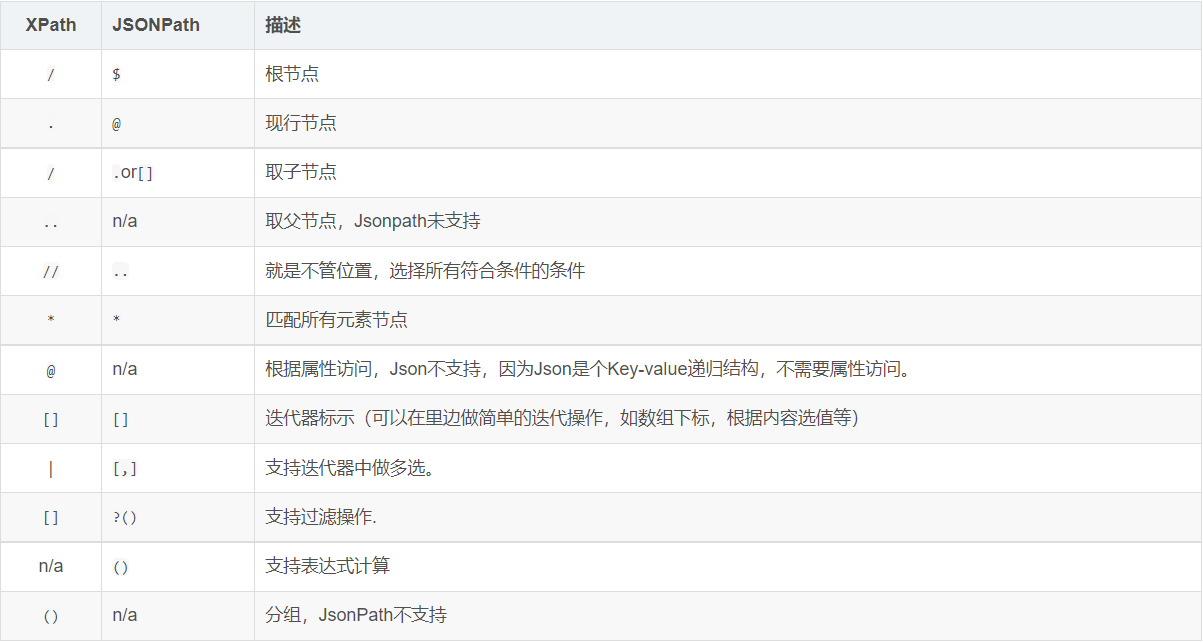 XPath JSONPath 描述
/ $ 根节点
. @ 现行节点
/ .or[] 取子节点
.. n/a 取父节点，Jsonpath未支持
// .. 就是不管位置，选择所有符合条件的条件
* * 匹配所有元素节点
@ n/a 根据属性访问，Json不支持，因为Json是个Key-value递归结构，不需要属性访问。
[] [] 迭代器标示（可以在里边做简单的迭代操作，如数组下标，根据内容选值等）
| [,] 支持迭代器中做多选。
[] ?() 支持过滤操作.
n/a () 支持表达式计算
() n/a 分组，JsonPath不支持